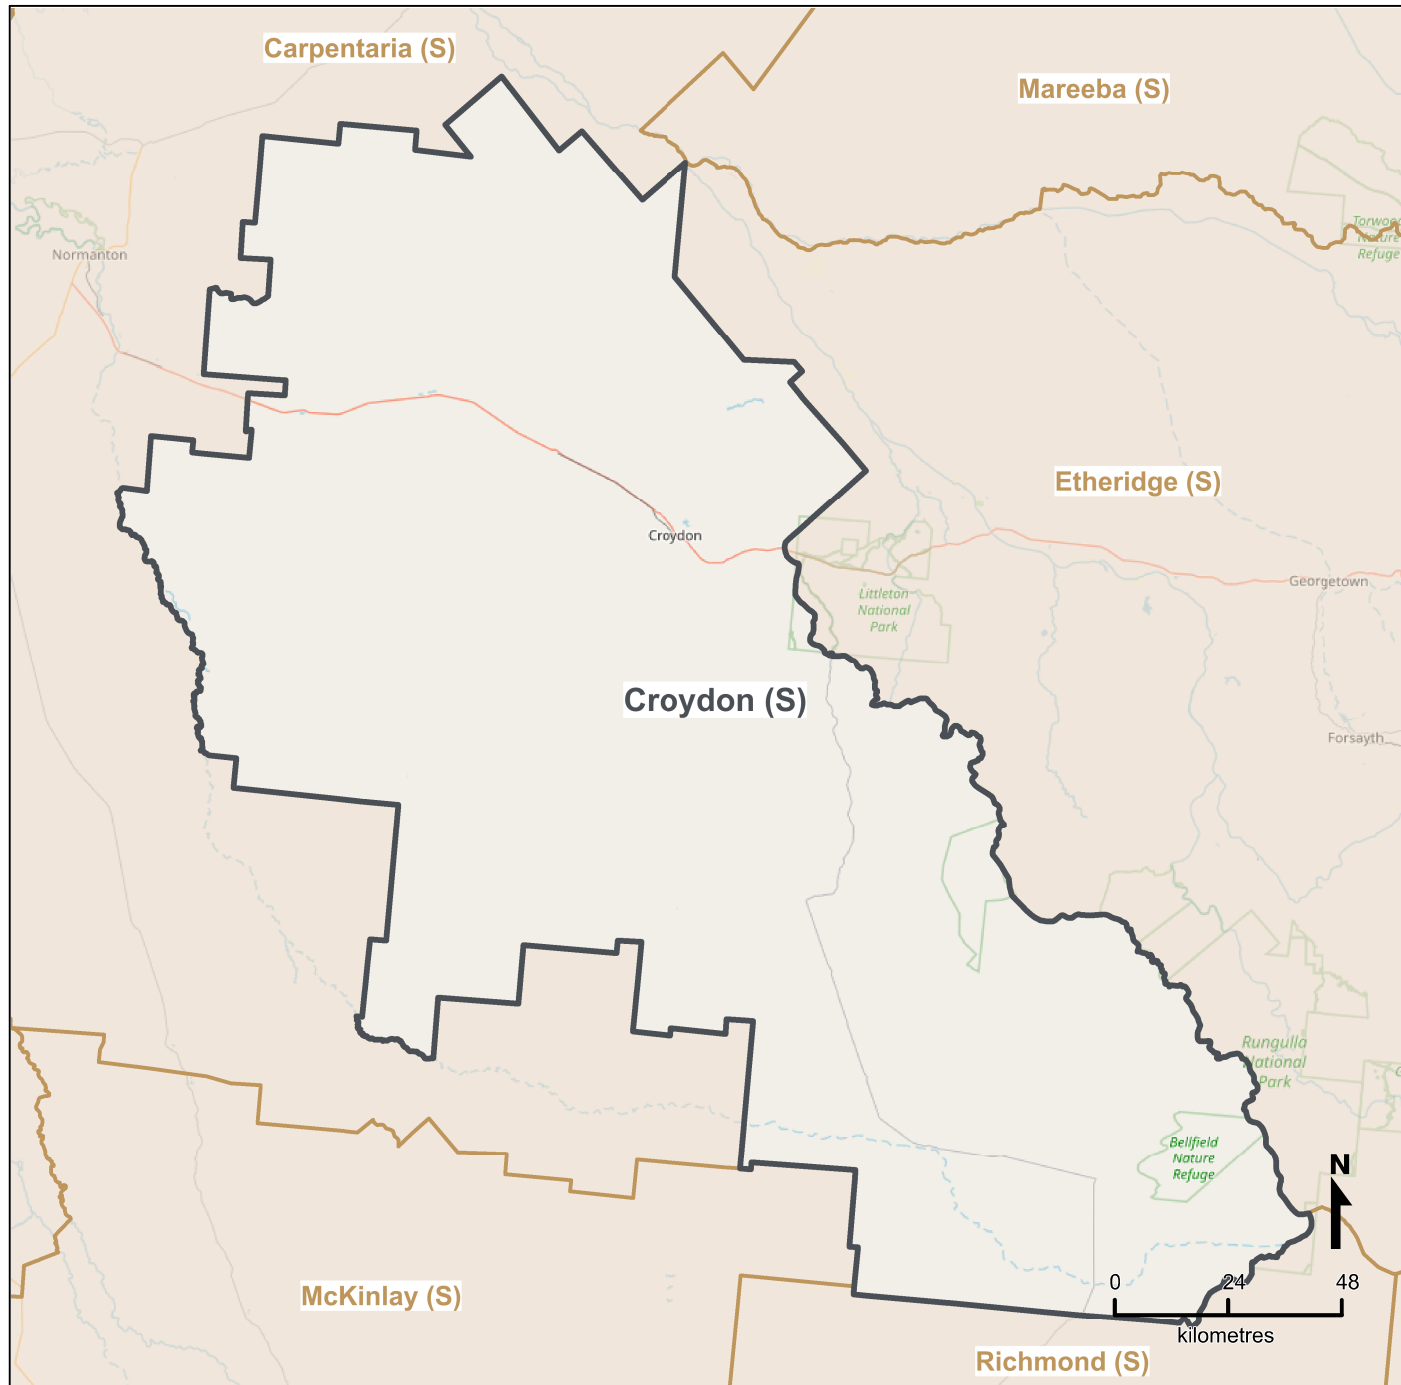 Carpentaria (S)
Mareeba (S)
Torwood
Nature
Refuge
Normanton
Etheridge (S)
Croydon
Georgetown
Littleton
National
Park
Croydon (S)
Forsayth
Rungulla
National
Park
Bellfield
Nature
Refuge
N
McKinlay (S)
0 24 48
kilometres
Richmond (S)